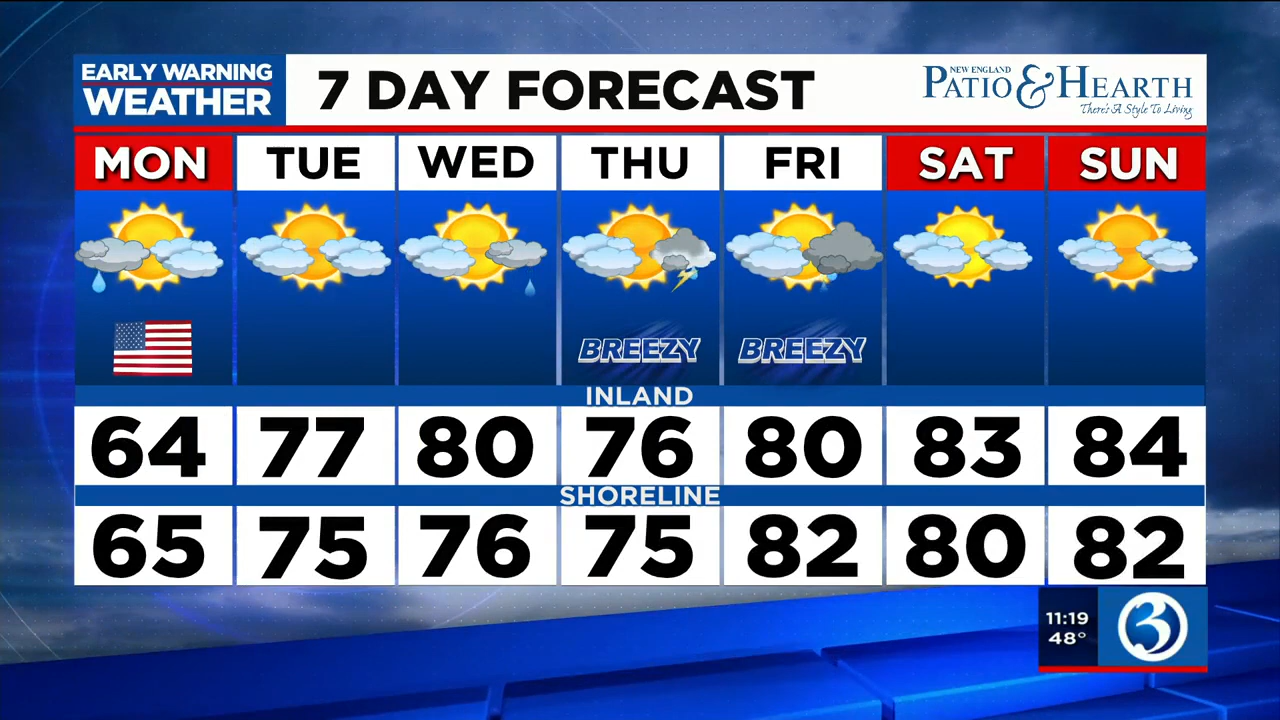 EARLY WARNING
WEATHER
7 DAY FORECAST
NEW ENGLAND
PATIO & HEARTH
There's A Style To Living
MON TUE WED THU FRI SAT SUN
BREEZY BREEZY
INLAND
64 77 80 76 80 83 84
SHORELINE
65 75 76 75 82 80 82
11:19
48°
3